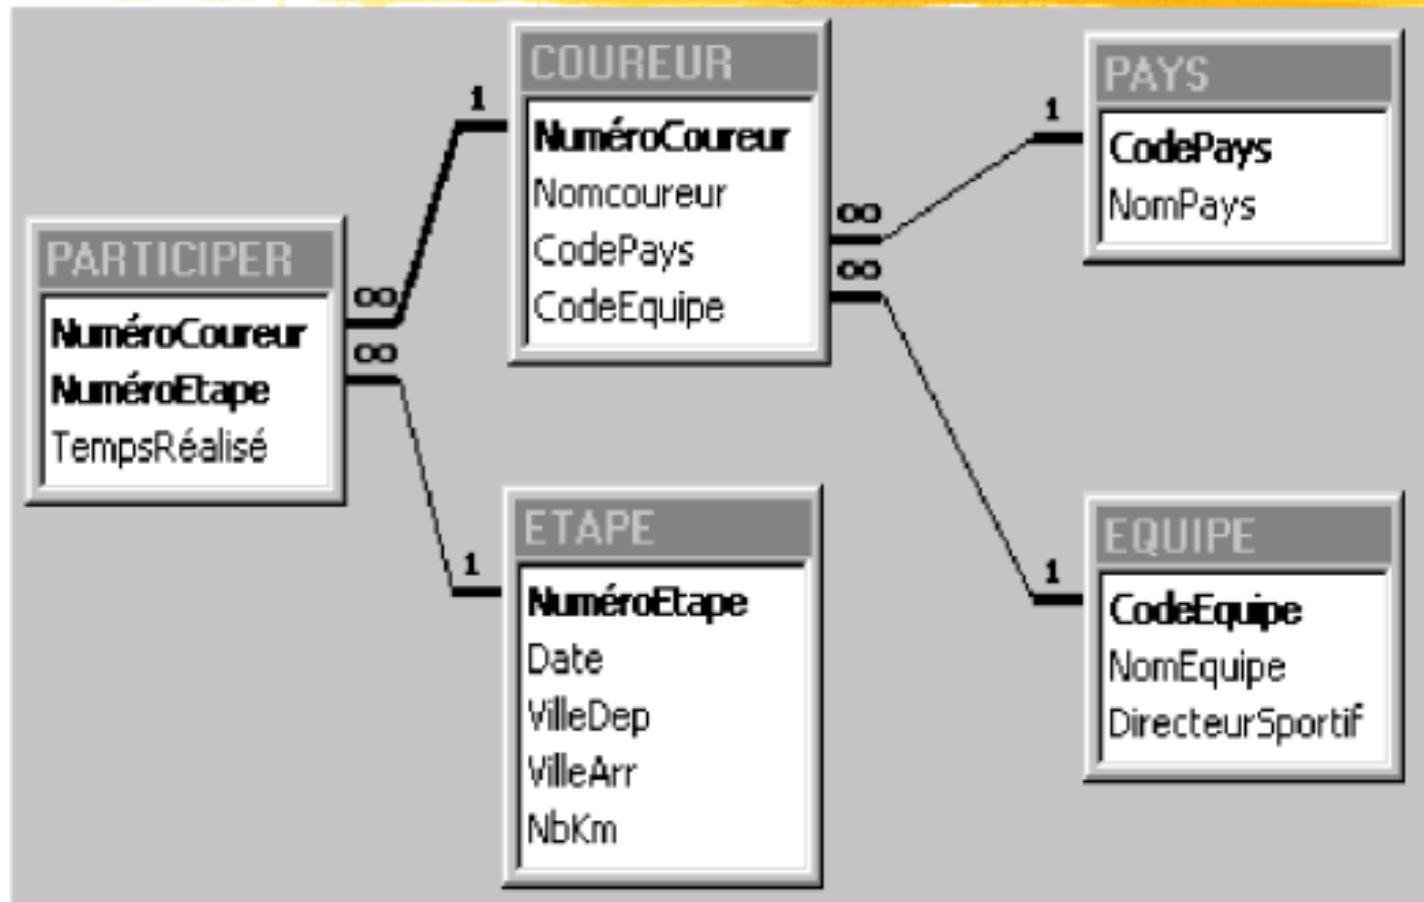 COUREUR
NuméroCoureur
Nomcoureur
CodePays
CodeEquipe
PAYS
CodePays
NomPays
PARTICIPER
NuméroCoureur
NuméroEtape
TempsRéalisé
ETAPE
NuméroEtape
Date
VilleDep
VilleArr
NbKm
EQUIPE
CodeEquipe
NomEquipe
DirecteurSportif
1
∞
∞
1
1
∞
∞
1